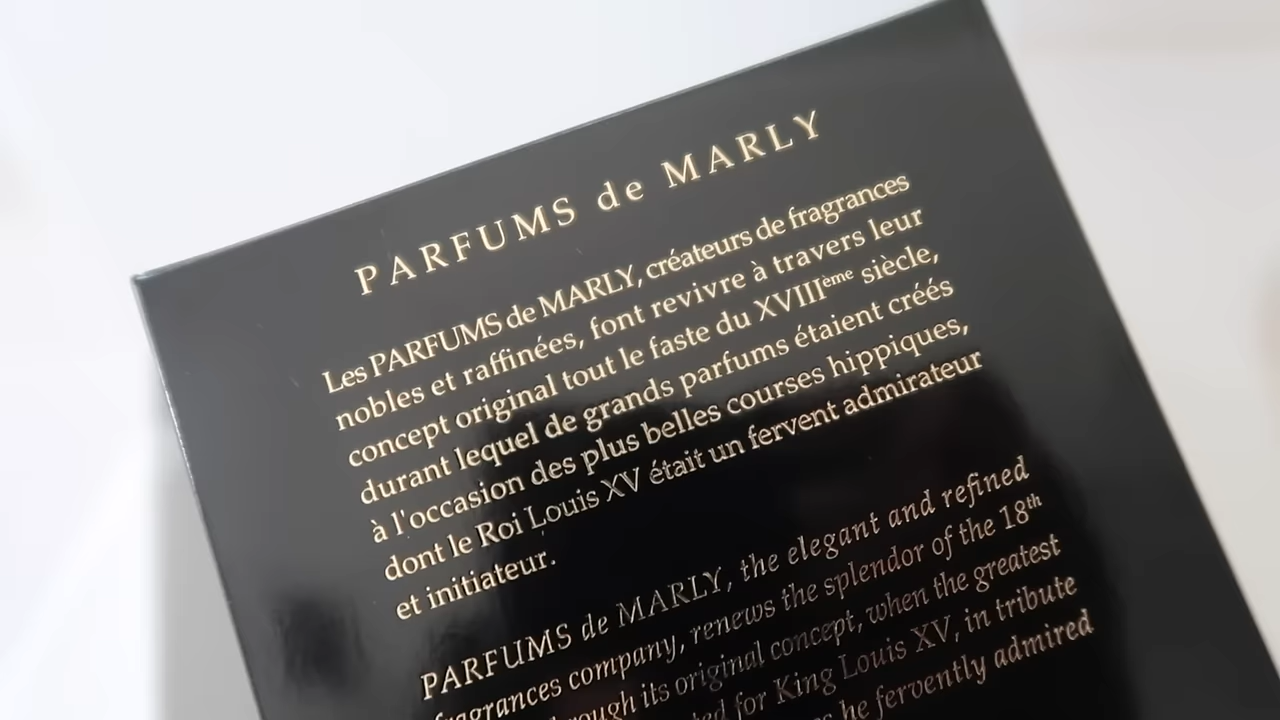 PARFUMS de MARLY
Les PARFUMS de MARLY, créateurs de fragrances
nobles et raffinées, font revivre à travers leur
concept original tout le faste du XVIIIème siècle,
durant lequel de grands parfums étaient créés
à l'occasion des plus belles courses hippiques,
dont le Roi Louis XV était un fervent admirateur
et initiateur.
PARFUMS de MARLY, the elegant and refined
fragrances company, renews the splendor of the 18th
through its original concept, when the greatest
for King Louis XV, in tribute
he fervently admired